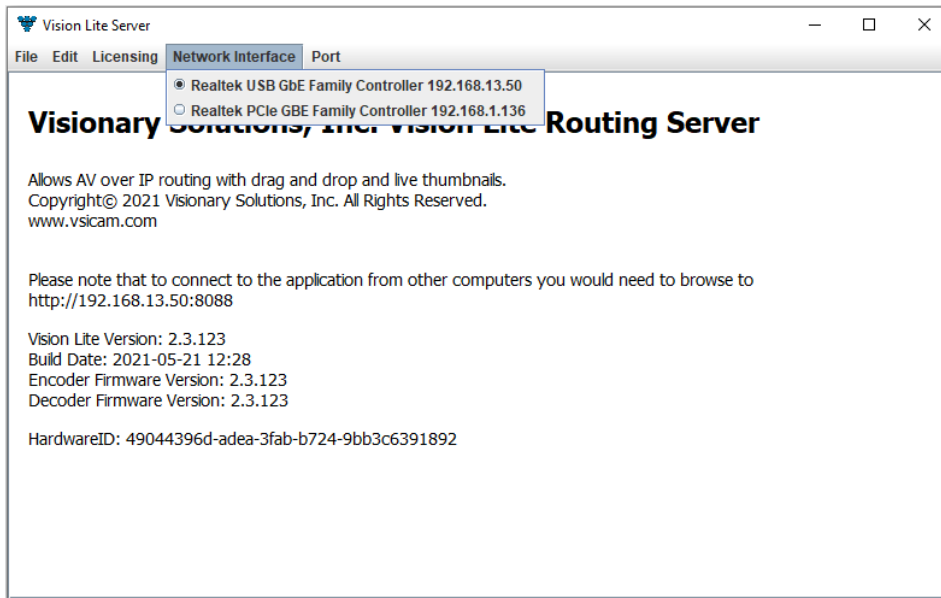 Vision Lite Server
File Edit Licensing Network Interface Port
Realtek USB GbE Family Controller 192.168.13.50
Realtek PCIe GBE Family Controller 192.168.1.136
Visionary Solutions, Inc. Vision Lite Routing Server
Allows AV over IP routing with drag and drop and live thumbnails.
Copyright© 2021 Visionary Solutions, Inc. All Rights Reserved.
www.vsicam.com
Please note that to connect to the application from other computers you would need to browse to
http://192.168.13.50:8088
Vision Lite Version: 2.3.123
Build Date: 2021-05-21 12:28
Encoder Firmware Version: 2.3.123
Decoder Firmware Version: 2.3.123
HardwareID: 49044396d-adea-3fab-b724-9bb3c6391892